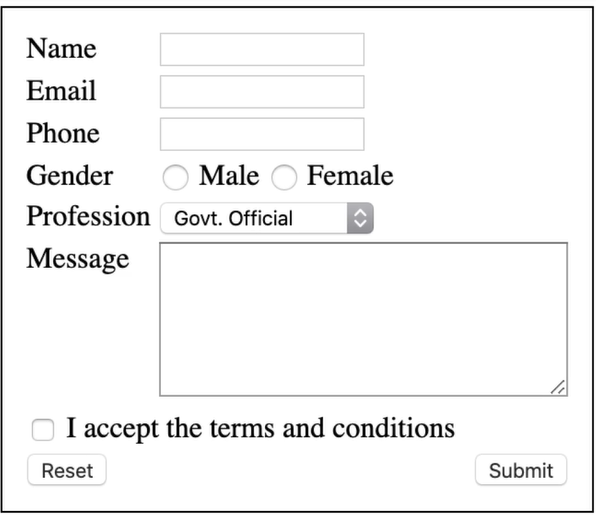 Name
Email
Phone
Gender Male Female
Profession Govt. Official
Message
I accept the terms and conditions
Reset Submit